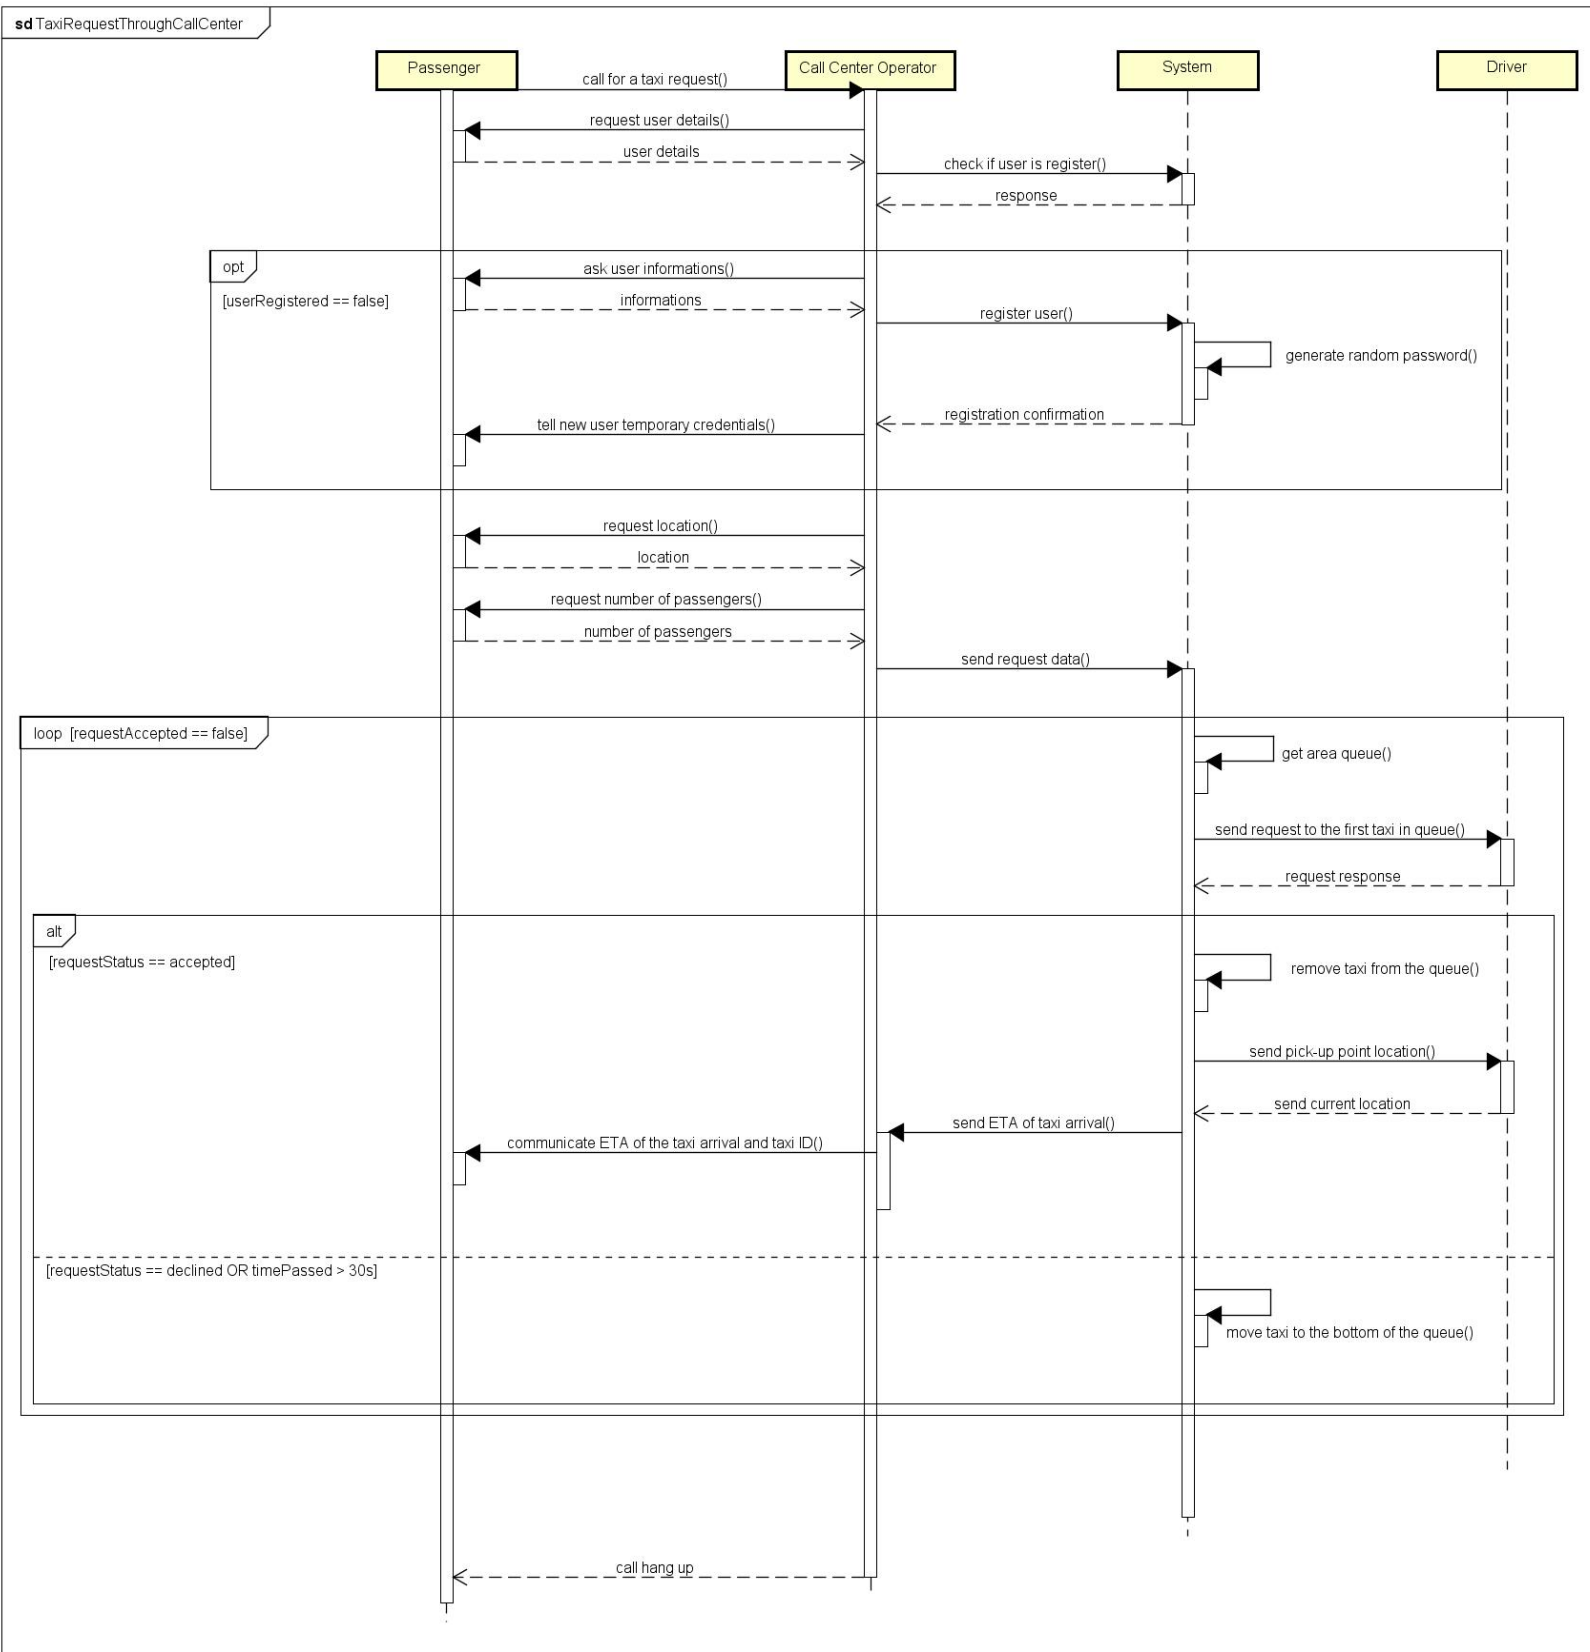 sd TaxiRequestThroughCallCenter
Passenger
Call Center Operator
System
Driver
call for a taxi request()
request user details()
user details
check if user is register()
response
opt
[userRegistered == false]
ask user informations()
informations
register user()
generate random password()
registration confirmation
tell new user temporary credentials()
request location()
location
request number of passengers()
number of passengers
send request data()
loop [requestAccepted == false]
get area queue()
send request to the first taxi in queue()
request response
alt
[requestStatus == accepted]
remove taxi from the queue()
send pick-up point location()
send current location
send ETA of taxi arrival()
communicate ETA of the taxi arrival and taxi ID()
[requestStatus == declined OR timePassed > 30s]
move taxi to the bottom of the queue()
call hang up